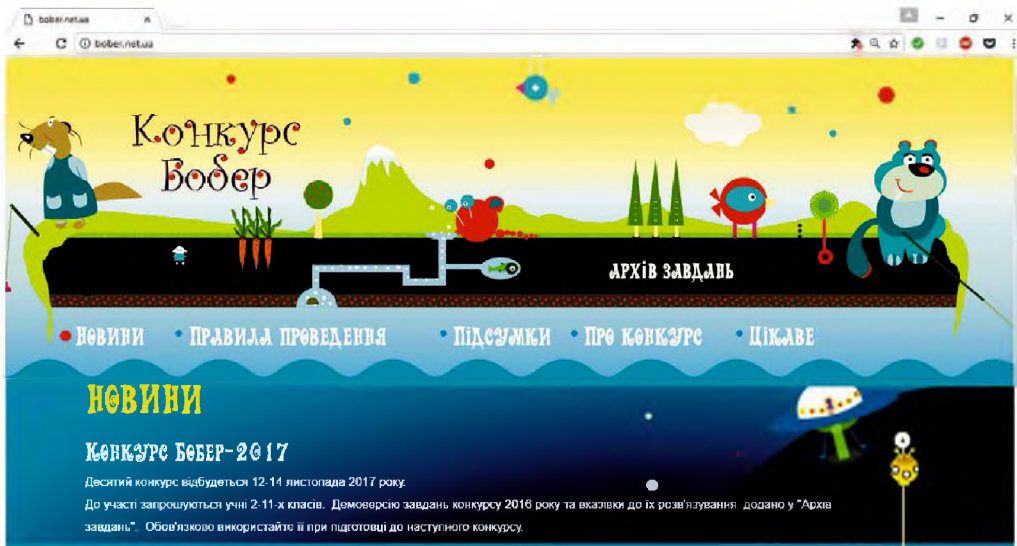 bober.net.ua
bober.net.ua
Конкурс
Бобер
АРХІВ ЗАВДАНЬ
НОВИНИ
ПРАВИЛА ПРОВЕДЕННЯ
ПІДСУМКИ
ПРО КОНКУРС
ЦІКАВЕ
НОВИНИ
КОНКУРС БОБЕР-2017
Десятий конкурс відбудеться 12-14 листопада 2017 року.
До участі запрошуються учні 2-11-х класів. Демоверсію завдань конкурсу 2016 року та вказівки до їх розв'язування додано у "Архів
завдань". Обов'язково використайте її при підготовці до наступного конкурсу.